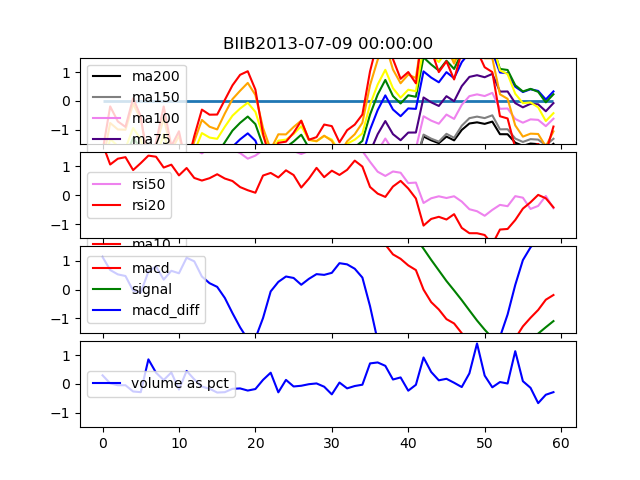 BIIB2013-07-09 00:00:00
1
0
−1
ma200
ma150
ma100
ma75
1
0
−1
rsi50
rsi20
ma10
1
0
−1
macd
signal
macd_diff
1
0
−1
volume as pct
0 10 20 30 40 50 60